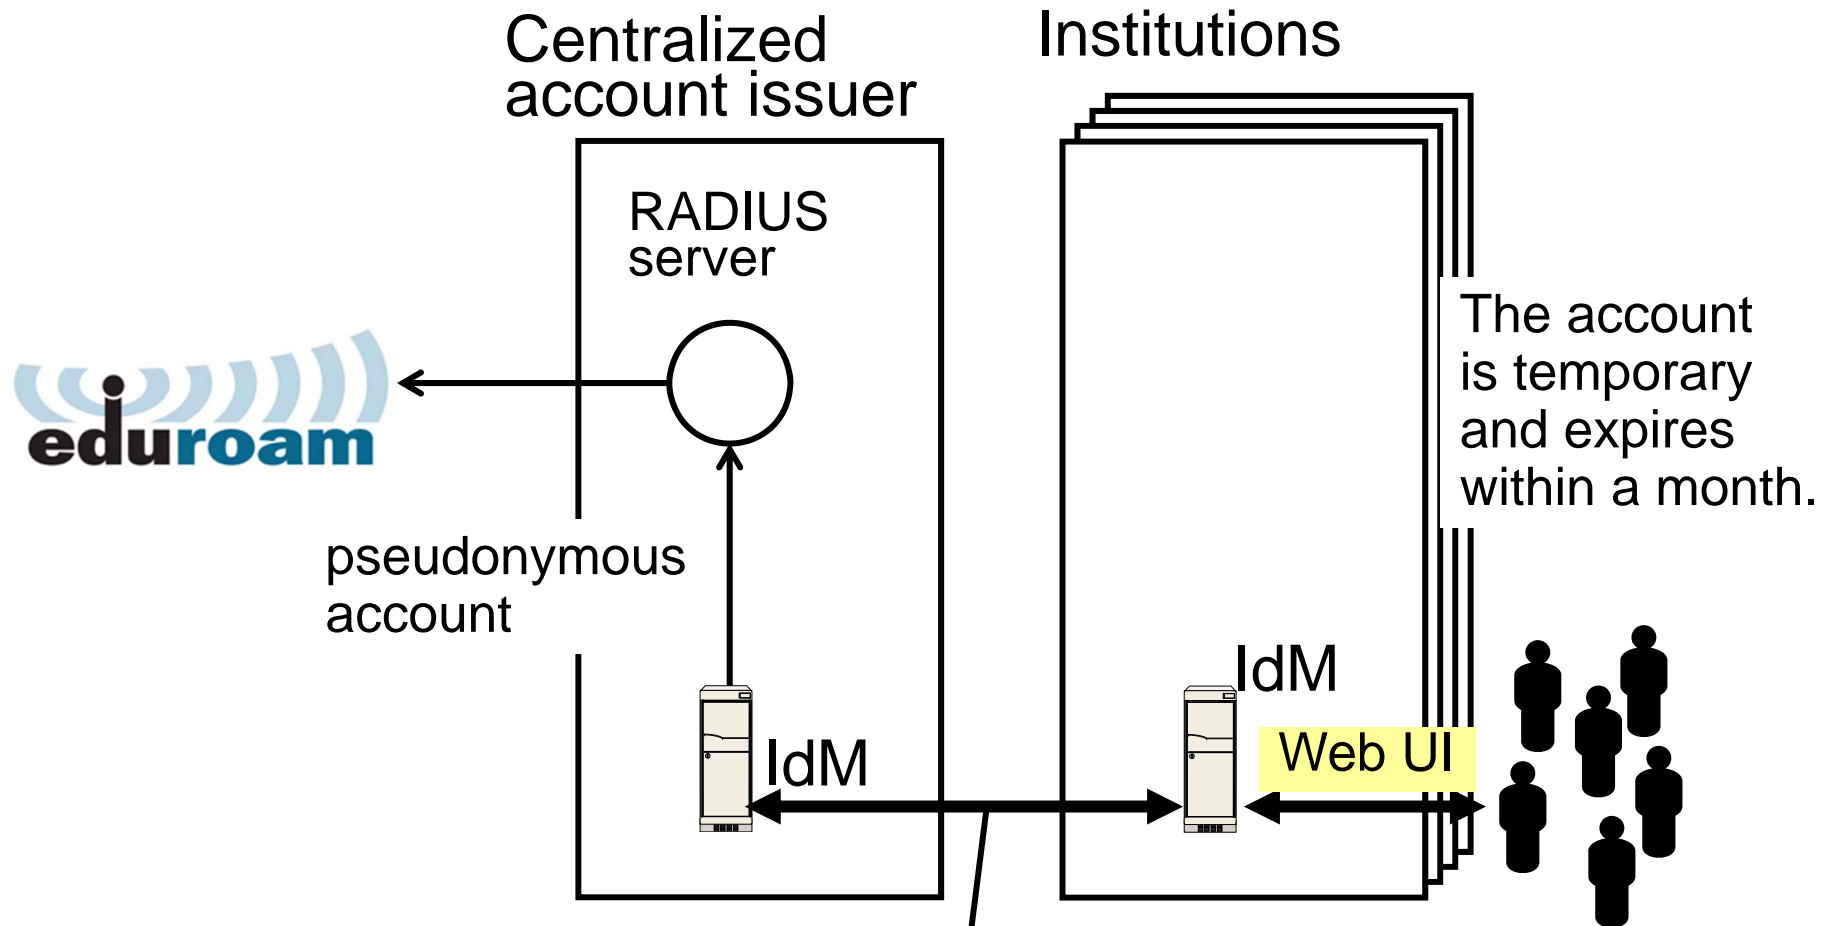 Centralized
account issuer
Institutions
RADIUS
server
The account
is temporary
and expires
within a month.
eduroam
pseudonymous
account
IdM
IdM
Web UI